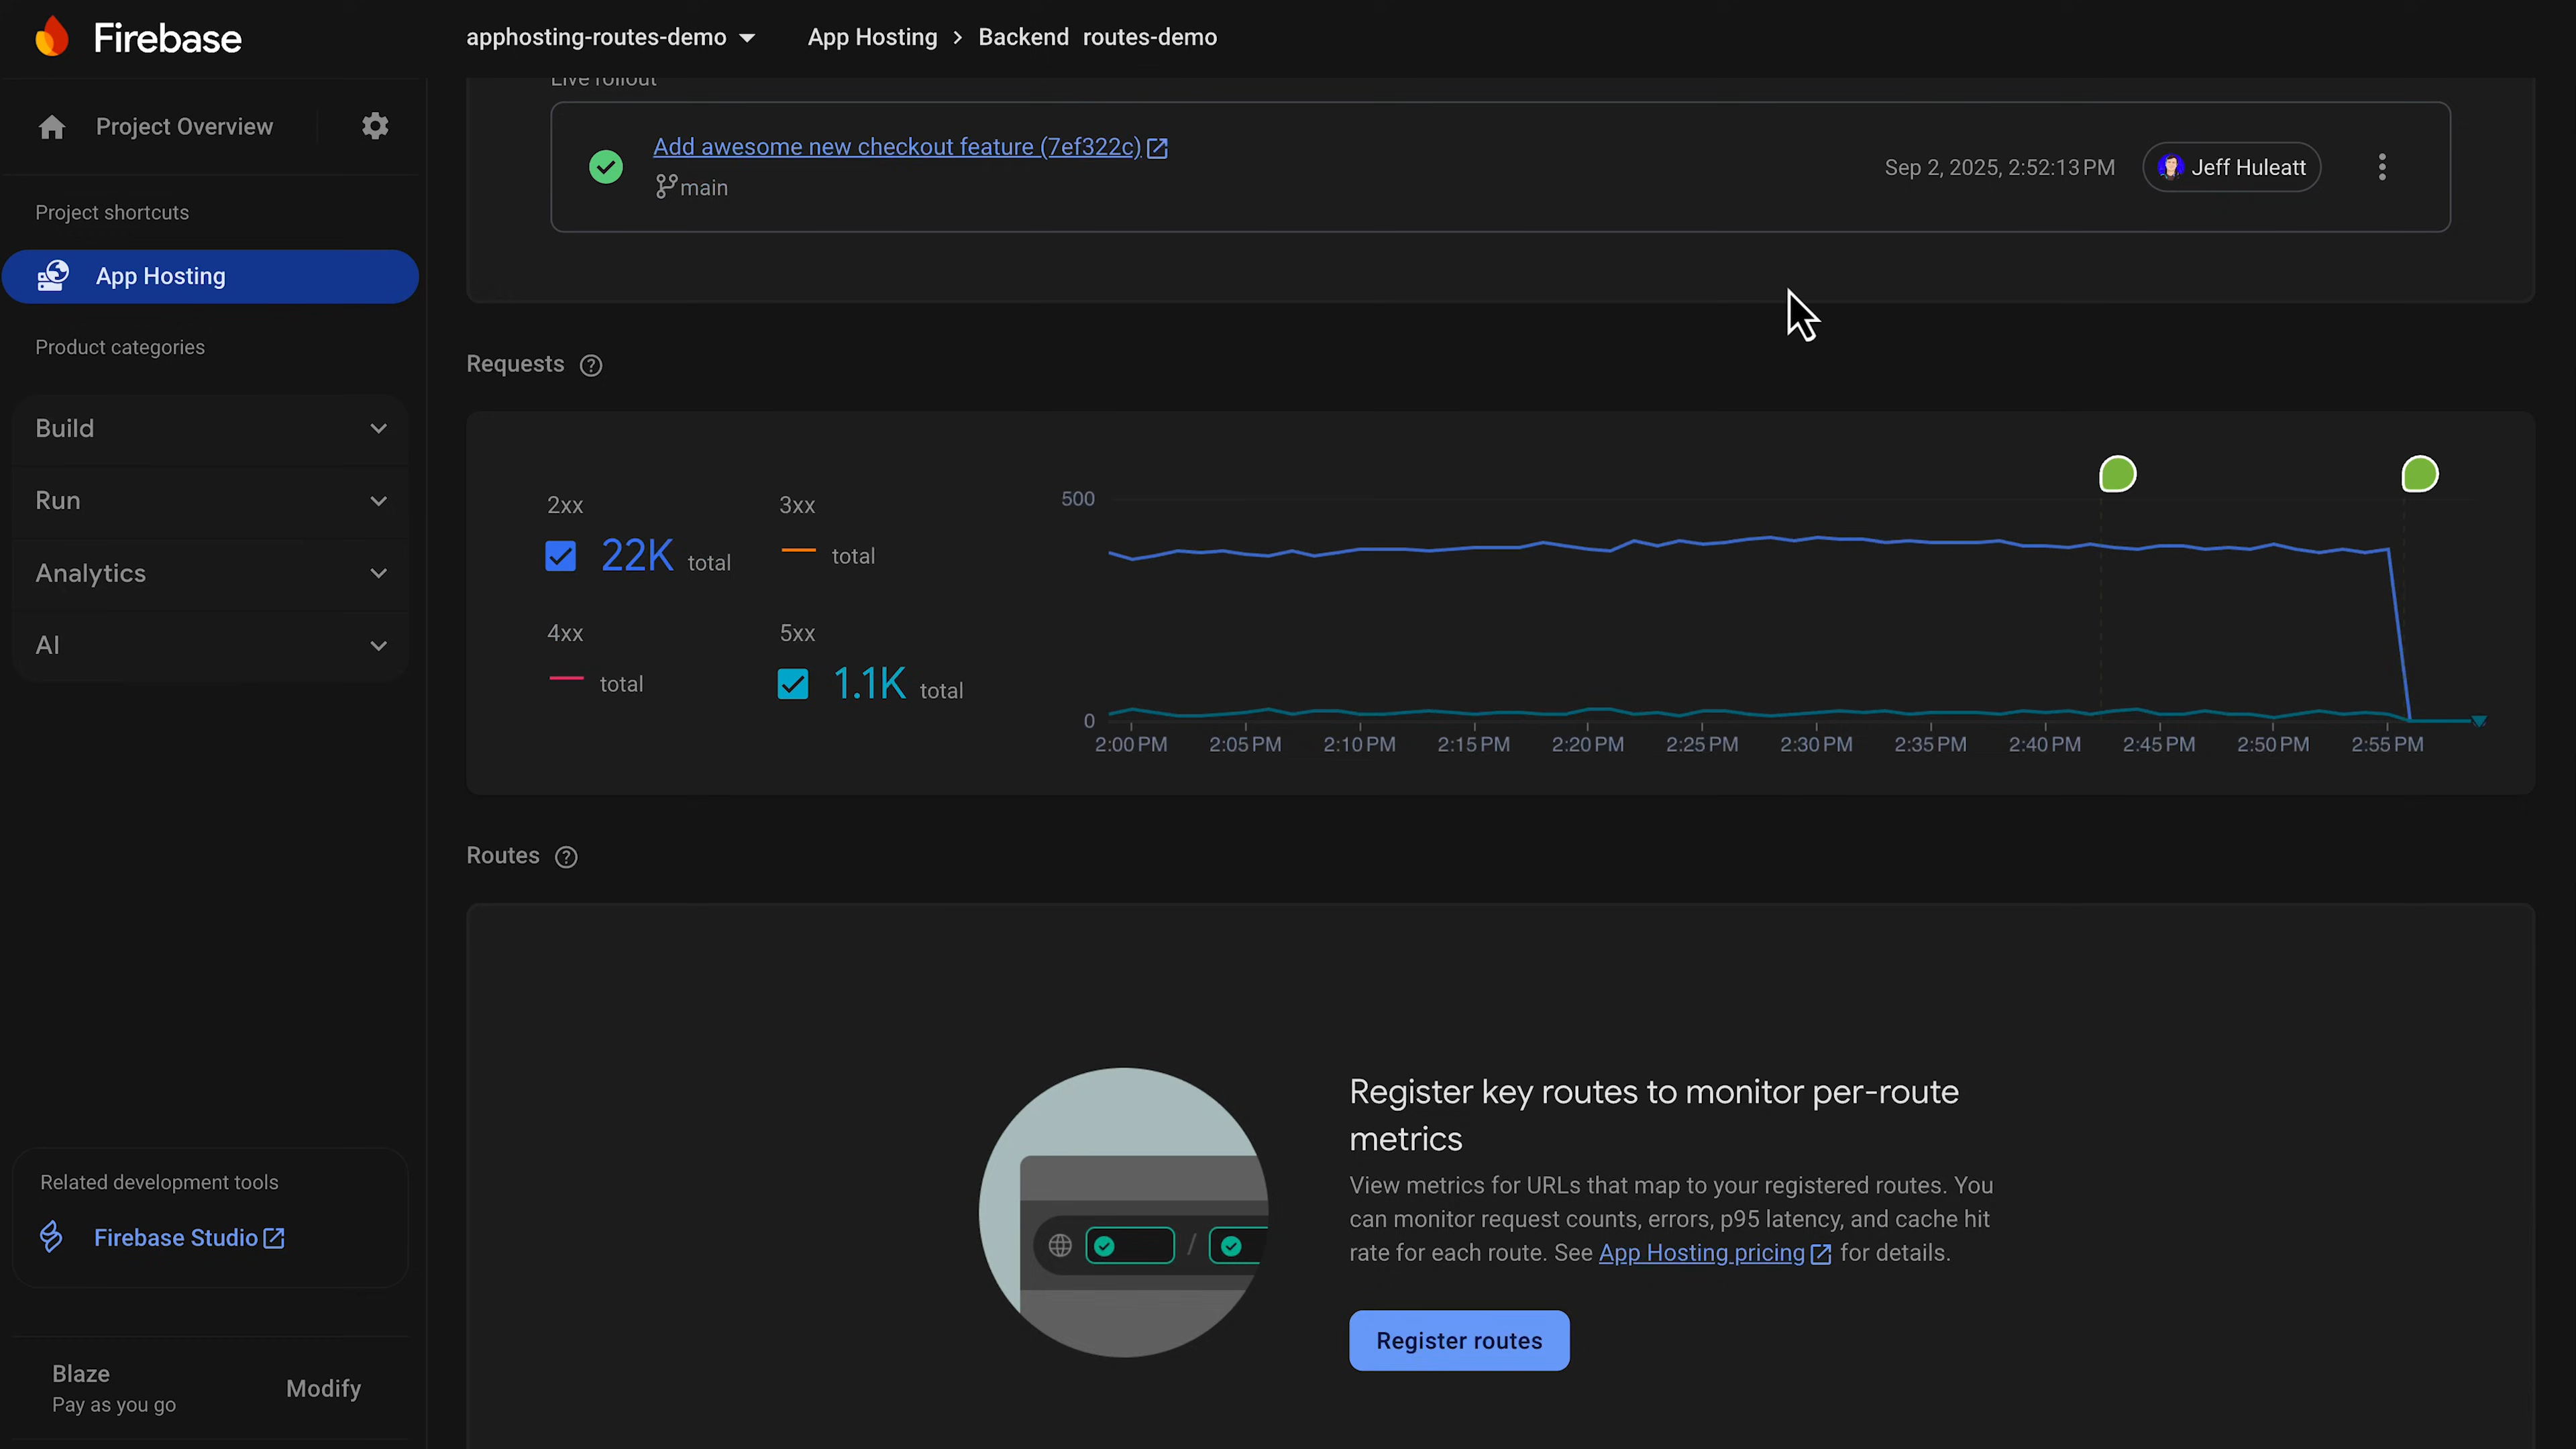 Firebase
apphosting-routes-demo
App Hosting > Backend routes-demo
Project Overview
Project shortcuts
App Hosting
Product categories
Build
Run
Analytics
AI
Related development tools
Firebase Studio
Blaze
Pay as you go
Modify
Live rollout
Add awesome new checkout feature (7ef322c)
main
Sep 2, 2025, 2:52:13 PM
Jeff Huleatt
Requests
2xx
22K total
3xx
total
4xx
total
5xx
1.1K total
500
0
2:00 PM 2:05 PM 2:10 PM 2:15 PM 2:20 PM 2:25 PM 2:30 PM 2:35 PM 2:40 PM 2:45 PM 2:50 PM 2:55 PM
Routes
Register key routes to monitor per-route
metrics
View metrics for URLs that map to your registered routes. You
can monitor request counts, errors, p95 latency, and cache hit
rate for each route. See App Hosting pricing for details.
Register routes